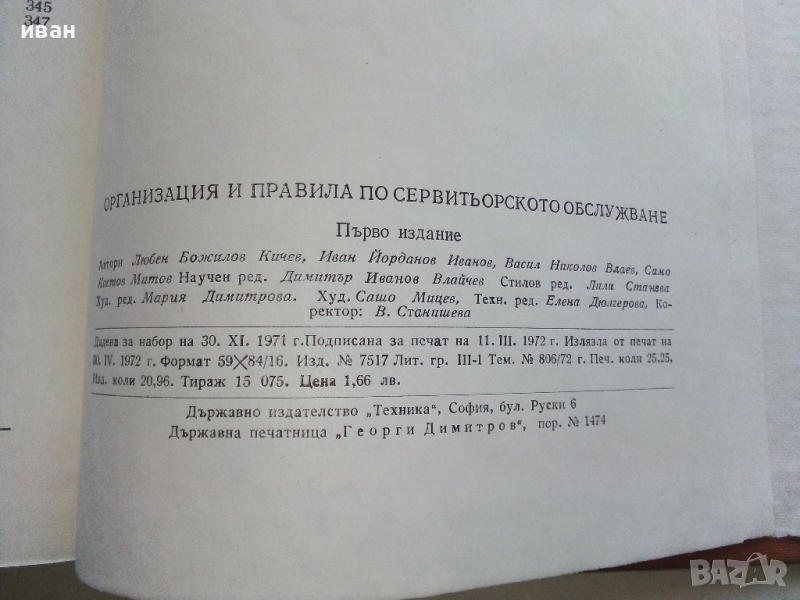 345
347
иван
ОРГАНИЗАЦИЯ И ПРАВИЛА ПО СЕРВИТЬОРСКОТО ОБСЛУЖВАНЕ
Първо издание
Автори Любен Божилов Кичев, Иван Йорданов Иванов, Васил Николов Влаев, Само
Костов Митов Научен ред. Димитър Иванов Влайчев Стилов ред. Лили Станева
Худ. ред. Мария Димитрова. Худ. Сашо Мицев, Техн. ред. Елена Дюлгерова, Ко-
ректор: В. Станишева
Дадена за набор на 30. XI. 1971 г. Подписана за печат на 11. III. 1972 г. Излязла от печат на
30. IV. 1972 г. Формат 59×84/16. Изд. № 7517 Лит. гр. III-1 Тем. № 806/72 г. Печ. коли 25,25.
Изд. коли 20,96. Тираж 15 075. Цена 1,66 лв.
Държавно издателство „Техника“, София, бул. Руски 6
Държавна печатница „Георги Димитров“, пор. № 1474
BAZAR